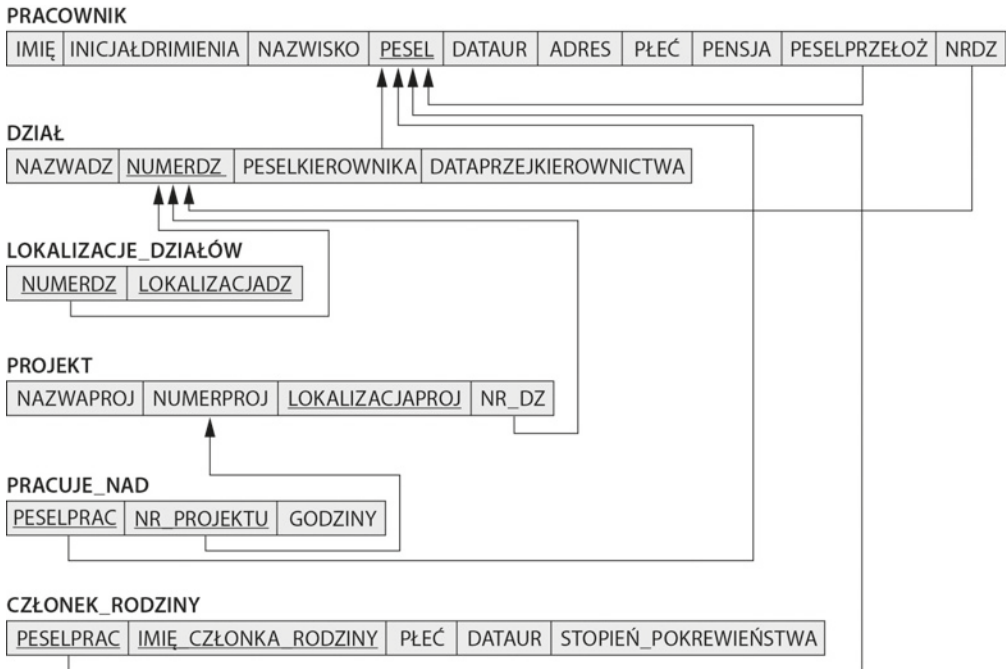 PRACOWNIK
IMIĘ INICJAŁDRIMIENIA NAZWISKO PESEL DATAUR ADRES PŁEĆ PENSJA PESELPRZEŁOŻ NRDZ
DZIAŁ
NAZWADZ NUMERDZ PESELKIEROWNIKA DATAPRZEJKIEROWNICTWA
LOKALIZACJE_DZIAŁÓW
NUMERDZ LOKALIZACJADZ
PROJEKT
NAZWAPROJ NUMERPROJ LOKALIZACJAPROJ NR_DZ
PRACUJE_NAD
PESELPRAC NR_PROJEKTU GODZINY
CZŁONEK_RODZINY
PESELPRAC IMIĘ_CZŁONKA_RODZINY PŁEĆ DATAUR STOPIEŃ_POKREWIEŃSTWA